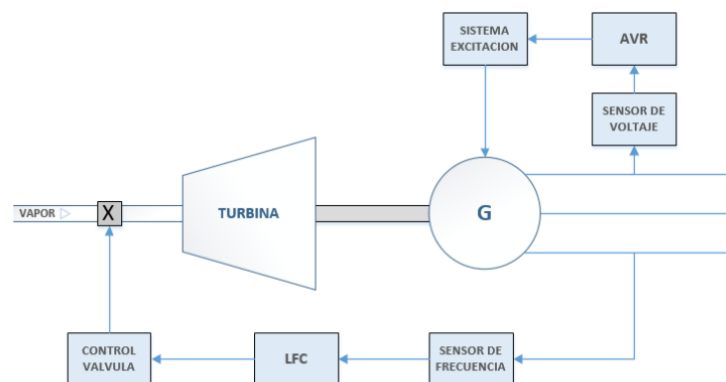 SISTEMA
EXCITACION
AVR
SENSOR DE
VOLTAJE
VAPOR
X
TURBINA
G
CONTROL
VALVULA
LFC
SENSOR DE
FRECUENCIA